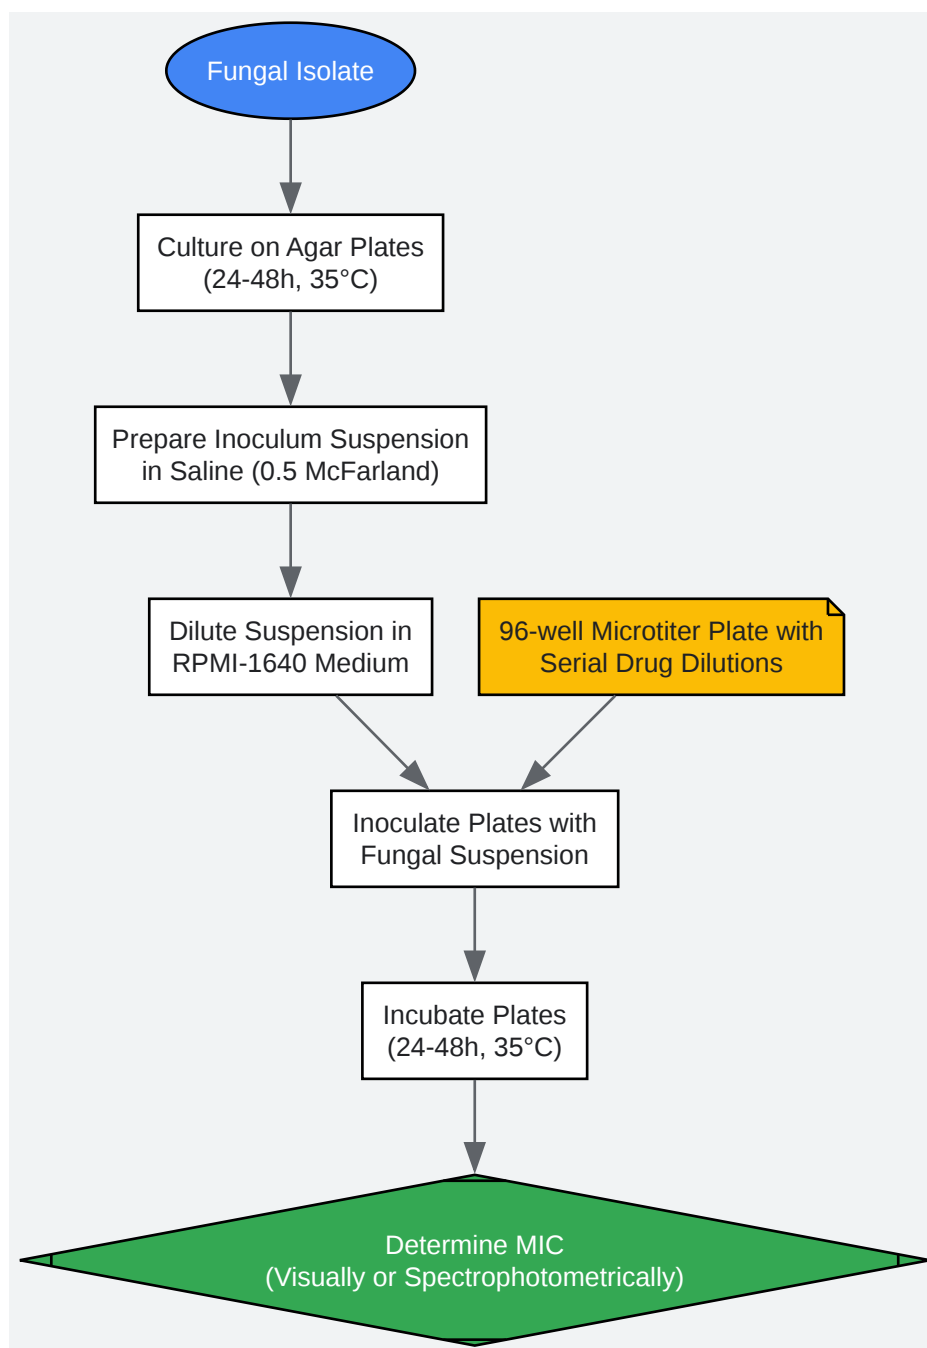 Fungal Isolate
Culture on Agar Plates
(24-48h, 35°C)
Prepare Inoculum Suspension
in Saline (0.5 McFarland)
Dilute Suspension in
RPMI-1640 Medium
96-well Microtiter Plate with
Serial Drug Dilutions
Inoculate Plates with
Fungal Suspension
Incubate Plates
(24-48h, 35°C)
Determine MIC
(Visually or Spectrophotometrically)